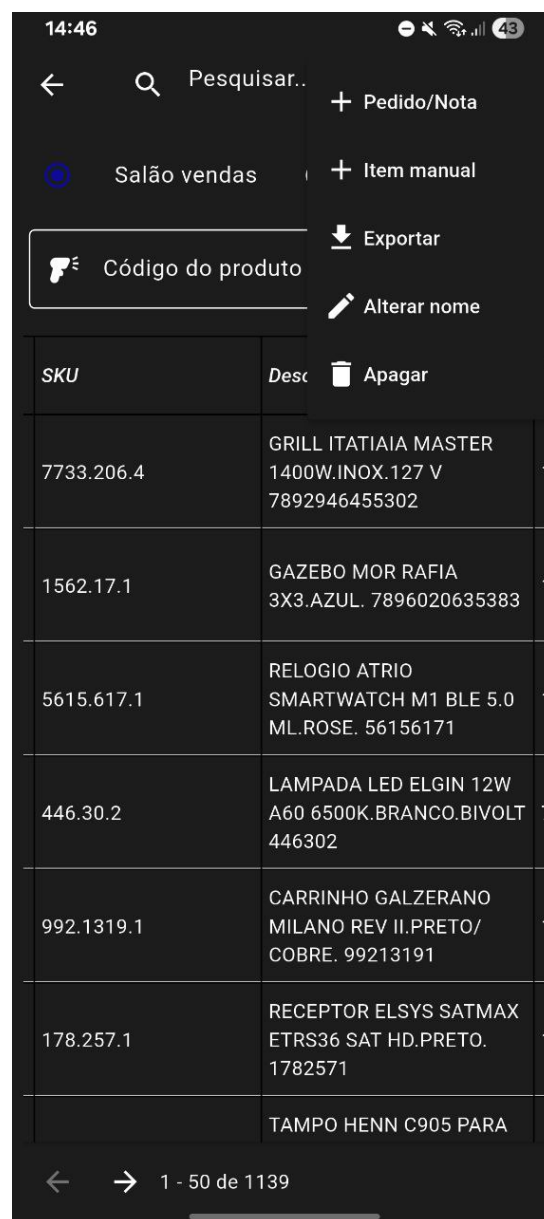 14:46
43
Pesquisar..
+ Pedido/Nota
+ Item manual
Exportar
Alterar nome
Apagar
Salão vendas
Código do produto
SKU
Desc
7733.206.4
GRILL ITATIAIA MASTER
1400W.INOX.127 V
7892946455302
1562.17.1
GAZEBO MOR RAFIA
3X3.AZUL. 7896020635383
5615.617.1
RELOGIO ATRIO
SMARTWATCH M1 BLE 5.0
ML.ROSE. 56156171
446.30.2
LAMPADA LED ELGIN 12W
A60 6500K.BRANCO.BIVOLT
446302
992.1319.1
CARRINHO GALZERANO
MILANO REV II.PRETO/
COBRE. 99213191
178.257.1
RECEPTOR ELSYS SATMAX
ETRS36 SAT HD.PRETO.
1782571
TAMPO HENN C905 PARA
1 - 50 de 1139